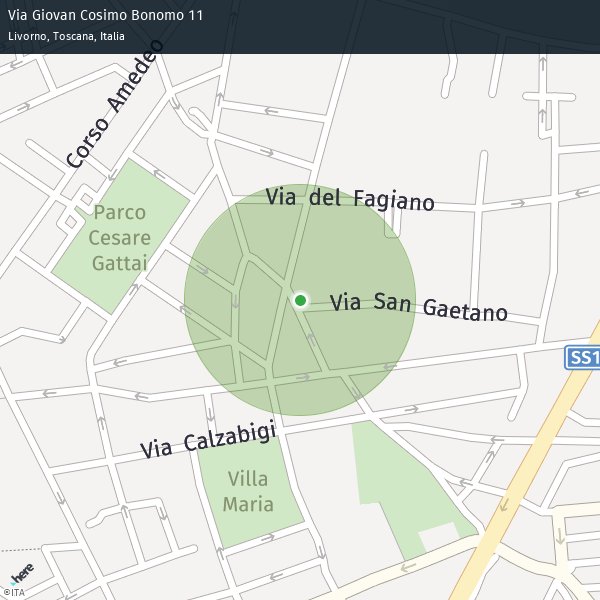 Via Giovan Cosimo Bonomo 11
Livorno, Toscana, Italia
Corso Amedeo
Via del Fagiano
Parco
Cesare
Gattai
Via San Gaetano
SS1
Via Calzabigi
Villa
Maria
here
©ITA